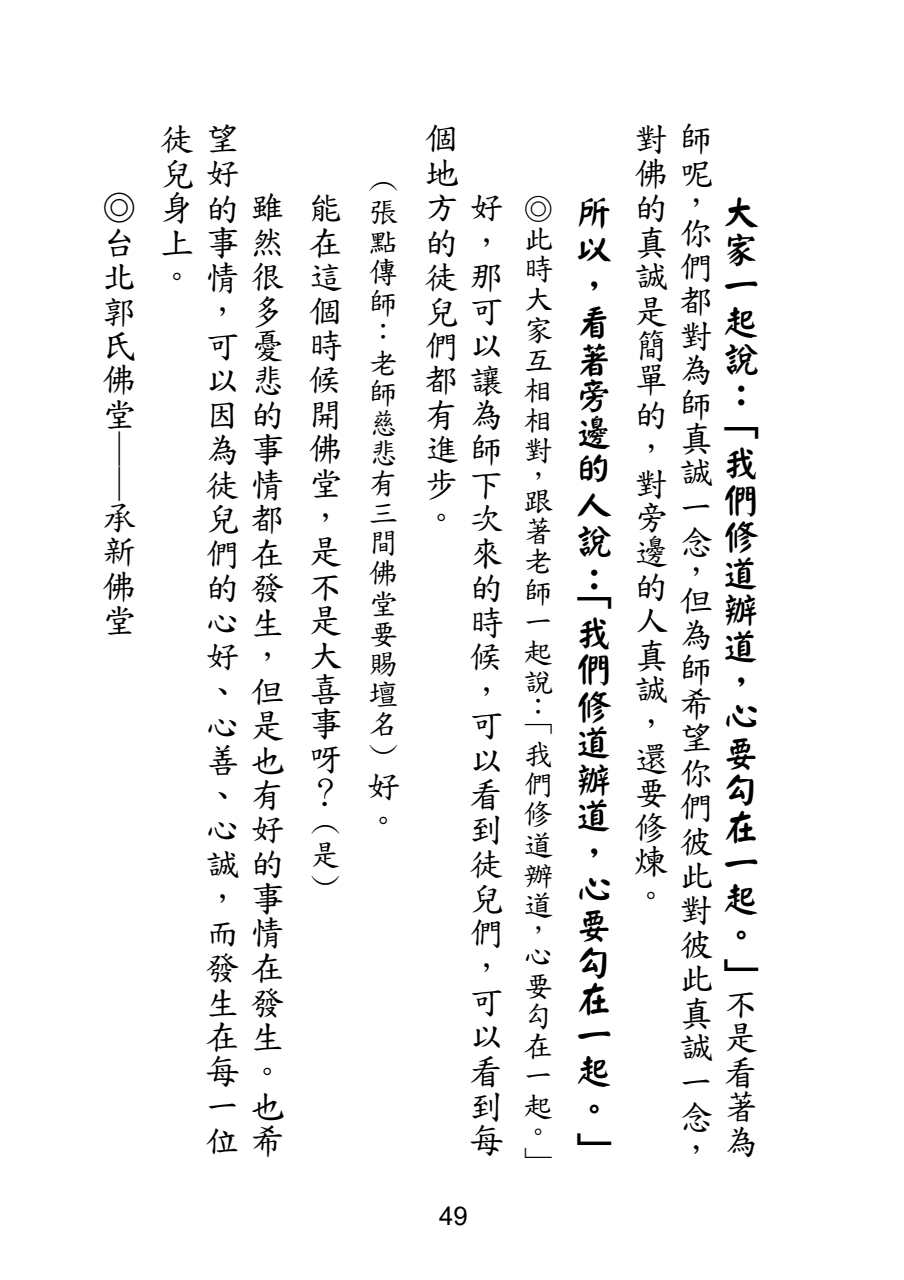 大家一起說：「我們修道辦道，心要勾在一起。」不是看著為
師呢，你們都對為師真誠一念，但為師希望你們彼此對彼此真誠一念，
對佛的真誠是簡單的，對旁邊的人真誠，還要修煉。
所以，看著旁邊的人說：「我們修道辦道，心要勾在一起。」
◎此時大家互相相對，跟著老師一起說：「我們修道辦道，心要勾在一起。」
好，那可以讓為師下次來的時候，可以看到徒兒們，可以看到每
個地方的徒兒們都有進步。
（張點傳師：老師慈悲有三間佛堂要賜壇名）好。
能在這個時候開佛堂，是不是大喜事呀？（是）
雖然很多憂悲的事情都在發生，但是也有好的事情在發生。也希
望好的事情，可以因為徒兒們的心好、心善、心誠，而發生在每一位
徒兒身上。
◎台北郭氏佛堂——承新佛堂
49